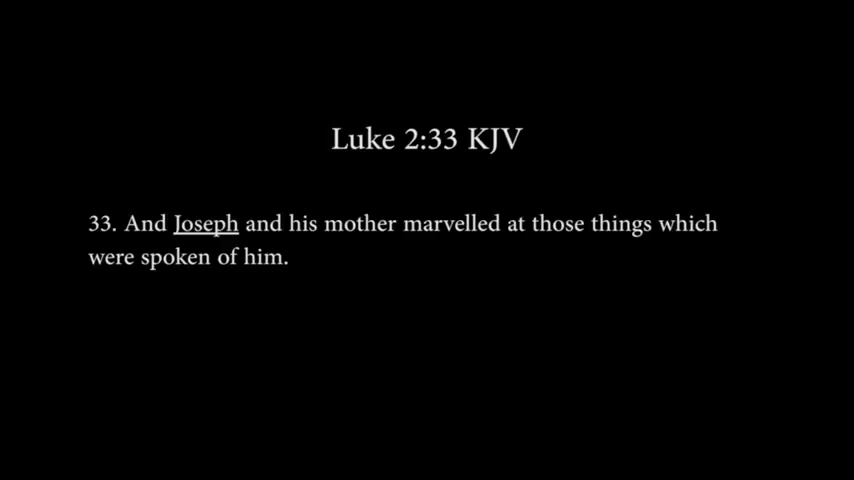 Luke 2:33 KJV
33. And Joseph and his mother marvelled at those things which
were spoken of him.